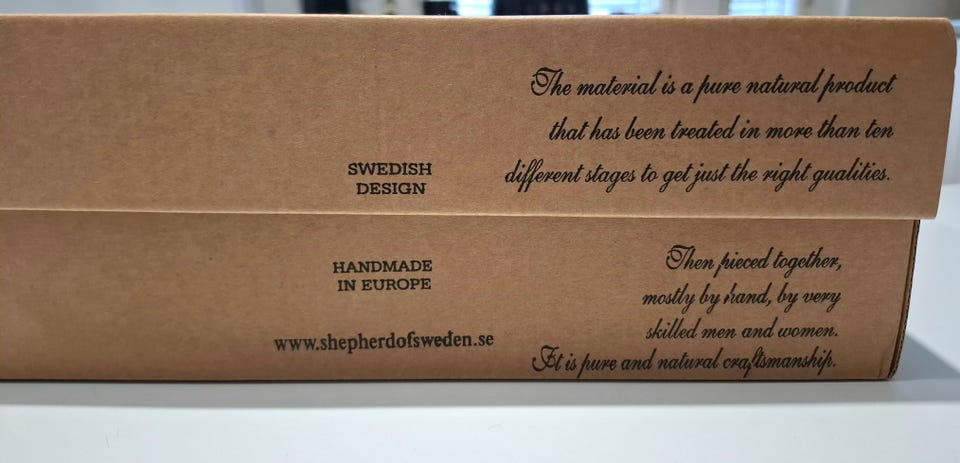 The material is a pure natural product
that has been treated in more than ten
different stages to get just the right qualities.
SWEDISH
DESIGN
HANDMADE
IN EUROPE
www.shepherdofsweden.se
Then pieced together,
mostly by hand, by very
skilled men and women.
It is pure and natural craftsmanship.